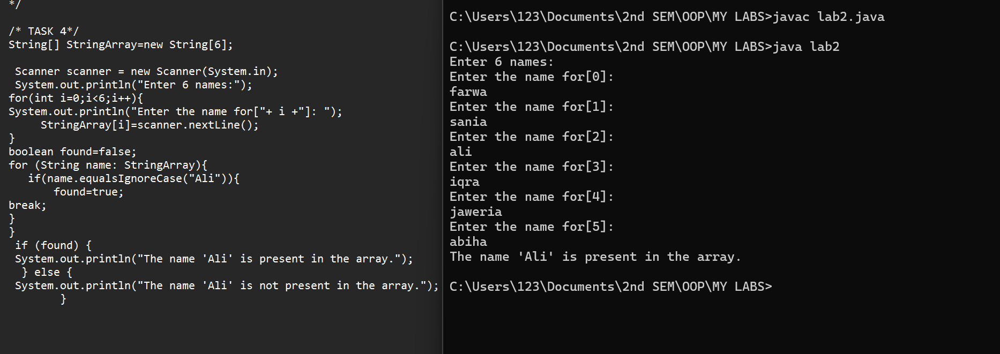 */
/* TASK 4*/
String[] StringArray=new String[6];
Scanner scanner = new Scanner(System.in);
System.out.println("Enter 6 names:");
for(int i=0;i<6;i++){
System.out.println("Enter the name for["+ i +"]: ");
StringArray[i]=scanner.nextLine();
}
boolean found=false;
for (String name: StringArray){
if(name.equalsIgnoreCase("Ali")){
found=true;
break;
}
}
if (found) {
System.out.println("The name 'Ali' is present in the array.");
} else {
System.out.println("The name 'Ali' is not present in the array.");
}
C:\Users\123\Documents\2nd SEM\OOP\MY LABS>javac lab2.java
C:\Users\123\Documents\2nd SEM\OOP\MY LABS>java lab2
Enter 6 names:
Enter the name for[0]:
farwa
Enter the name for[1]:
sania
Enter the name for[2]:
ali
Enter the name for[3]:
iqra
Enter the name for[4]:
jaweria
Enter the name for[5]:
abiha
The name 'Ali' is present in the array.
C:\Users\123\Documents\2nd SEM\OOP\MY LABS>